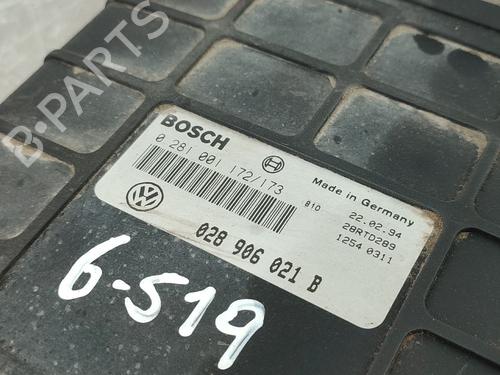 B-PARTS
BOSCH
0 281 001 172/173
Made in Germany
810
22.02.94
28RTD289
1254 0311
028 906 021 B
6-519